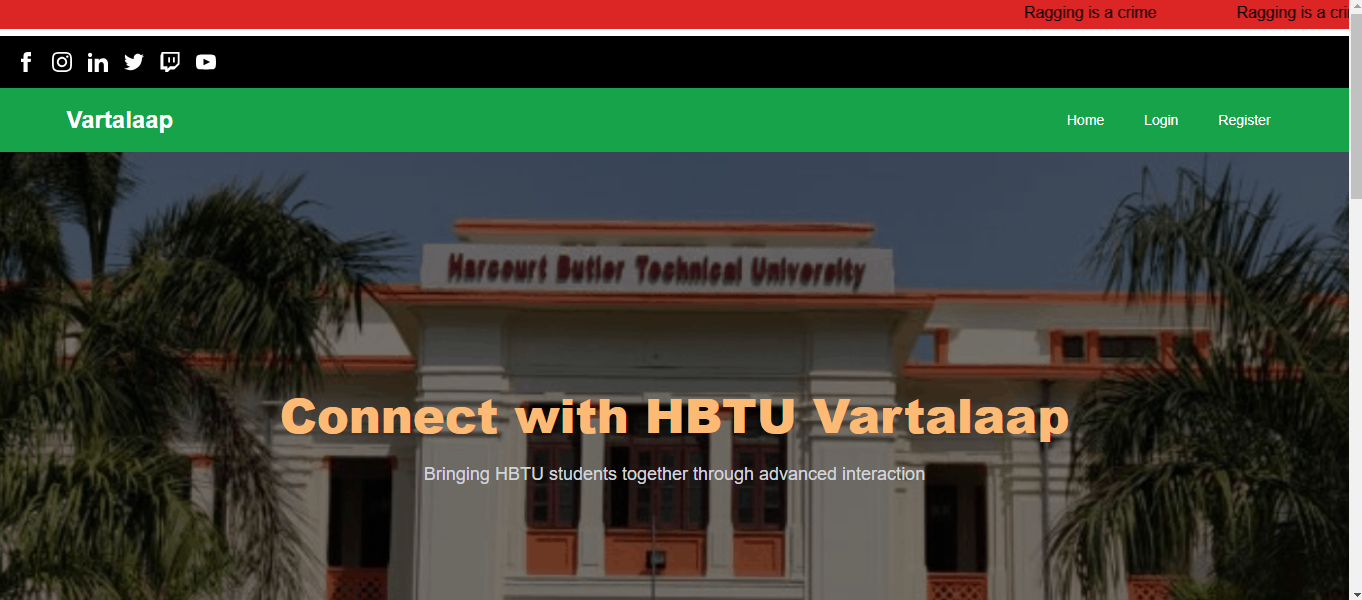 Ragging is a crime Ragging is a cri
Vartalaap
Home Login Register
Harcourt Butler Technical University
Connect with HBTU Vartalaap
Bringing HBTU students together through advanced interaction